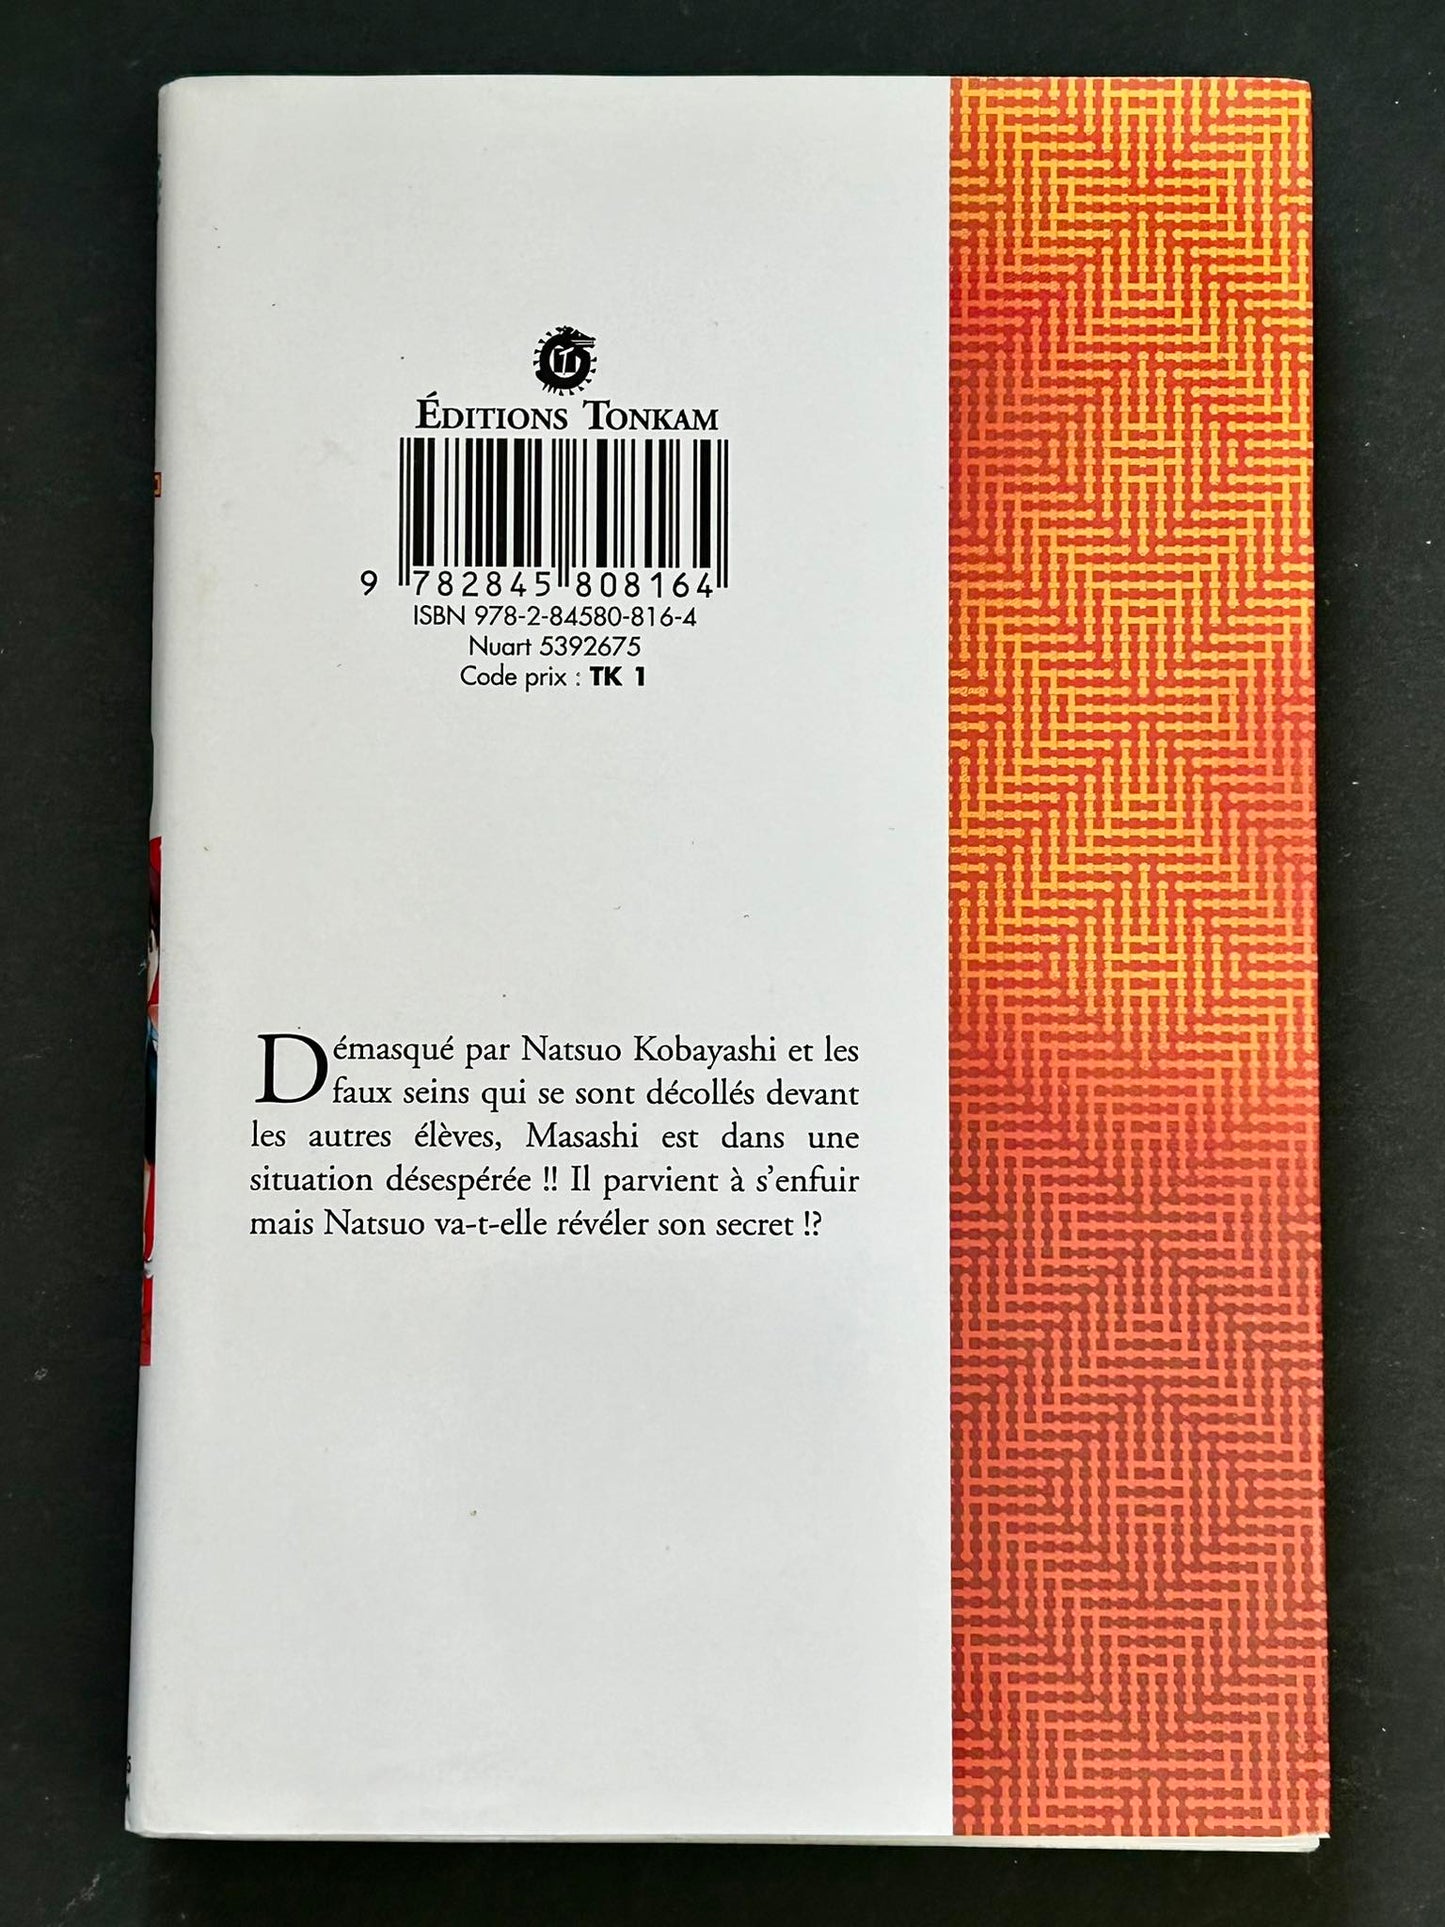 ÉDITIONS TONKAM
9 782845 808164
ISBN 978-2-84580-816-4
Nuart 5392675
Code prix : TK 1
Démasqué par Natsuo Kobayashi et les
faux seins qui se sont décollés devant
les autres élèves, Masashi est dans une
situation désespérée !! Il parvient à s'enfuir
mais Natsuo va-t-elle révéler son secret !?